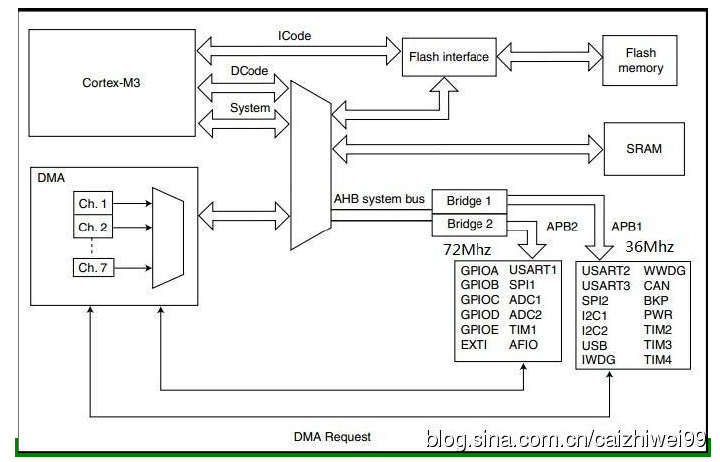 ICode
Cortex-M3
Flash interface
Flash memory
DCode
System
SRAM
DMA
Ch. 1
Ch. 2
Ch. 7
AHB system bus
Bridge 1
Bridge 2
APB2
APB1
72Mhz
36Mhz
GPIOA USART1
GPIOB SPI1
GPIOC ADC1
GPIOD ADC2
GPIOE TIM1
EXTI AFIO
USART2 WWDG
USART3 CAN
SPI2 BKP
I2C1 PWR
I2C2 TIM2
USB TIM3
IWDG TIM4
DMA Request
blog.sina.com.cn/caizhiwei99